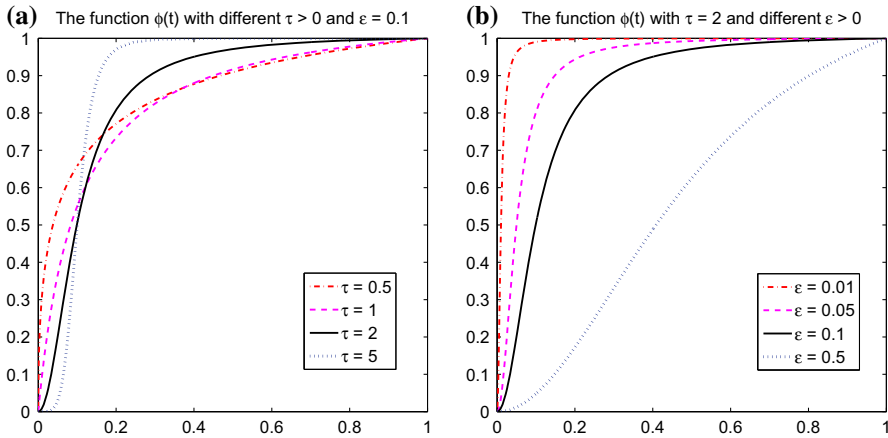 (a) The function ϕ(t) with different τ > 0 and ε = 0.1
1
0.9
0.8
0.7
0.6
0.5
0.4
0.3
0.2
0.1
0
0 0.2 0.4 0.6 0.8 1
τ = 0.5
τ = 1
τ = 2
τ = 5
(b) The function ϕ(t) with τ = 2 and different ε > 0
1
0.9
0.8
0.7
0.6
0.5
0.4
0.3
0.2
0.1
0
0 0.2 0.4 0.6 0.8 1
ε = 0.01
ε = 0.05
ε = 0.1
ε = 0.5